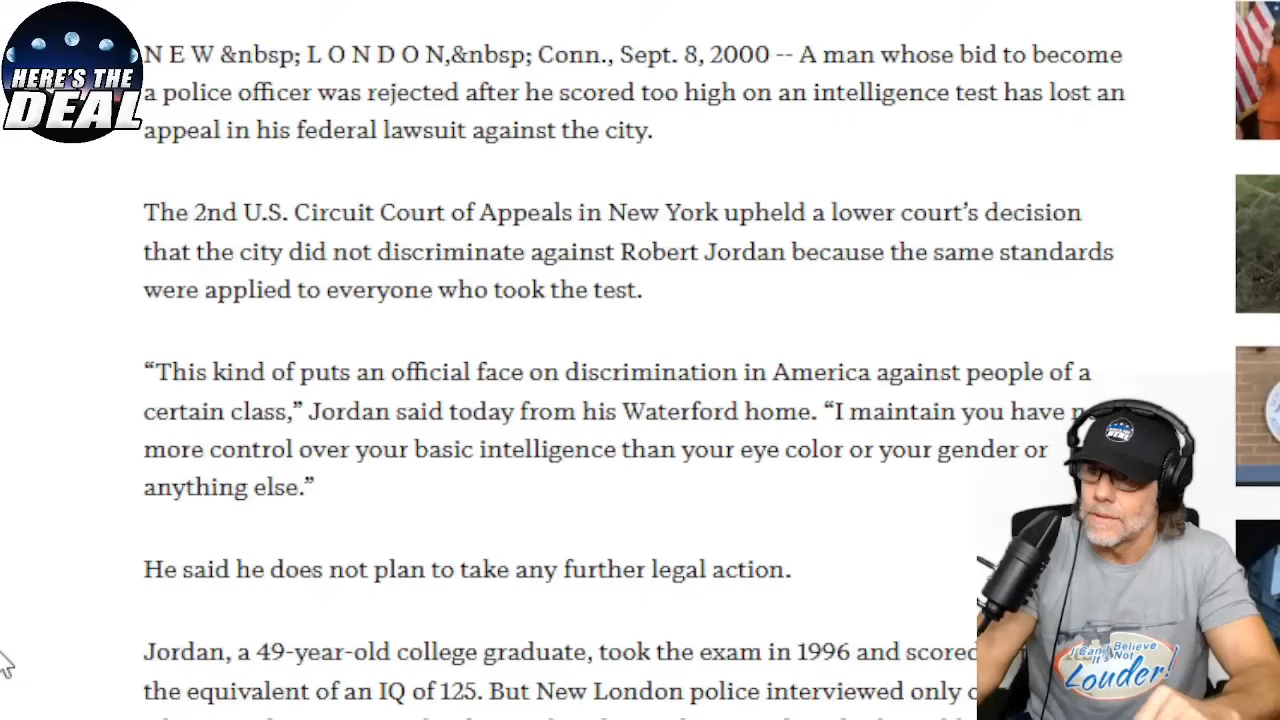 HERE'S THE
DEAL
N E W &nbsp; L O N D O N,&nbsp; Conn., Sept. 8, 2000 -- A man whose bid to become
a police officer was rejected after he scored too high on an intelligence test has lost an
appeal in his federal lawsuit against the city.
The 2nd U.S. Circuit Court of Appeals in New York upheld a lower court’s decision
that the city did not discriminate against Robert Jordan because the same standards
were applied to everyone who took the test.
“This kind of puts an official face on discrimination in America against people of a
certain class,” Jordan said today from his Waterford home. “I maintain you have
more control over your basic intelligence than your eye color or your gender or
anything else.”
He said he does not plan to take any further legal action.
Jordan, a 49-year-old college graduate, took the exam in 1996 and scored
the equivalent of an IQ of 125. But New London police interviewed only
DEAL
I Can't Believe
It's Not
Louder!